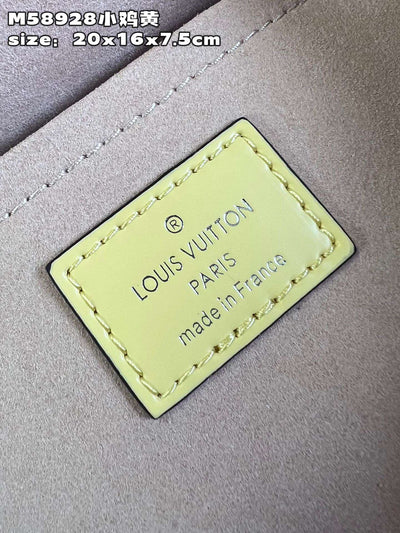 M58928小鸡黄
size：20x16x7.5cm
®
LOUIS VUITTON
PARIS
made in France